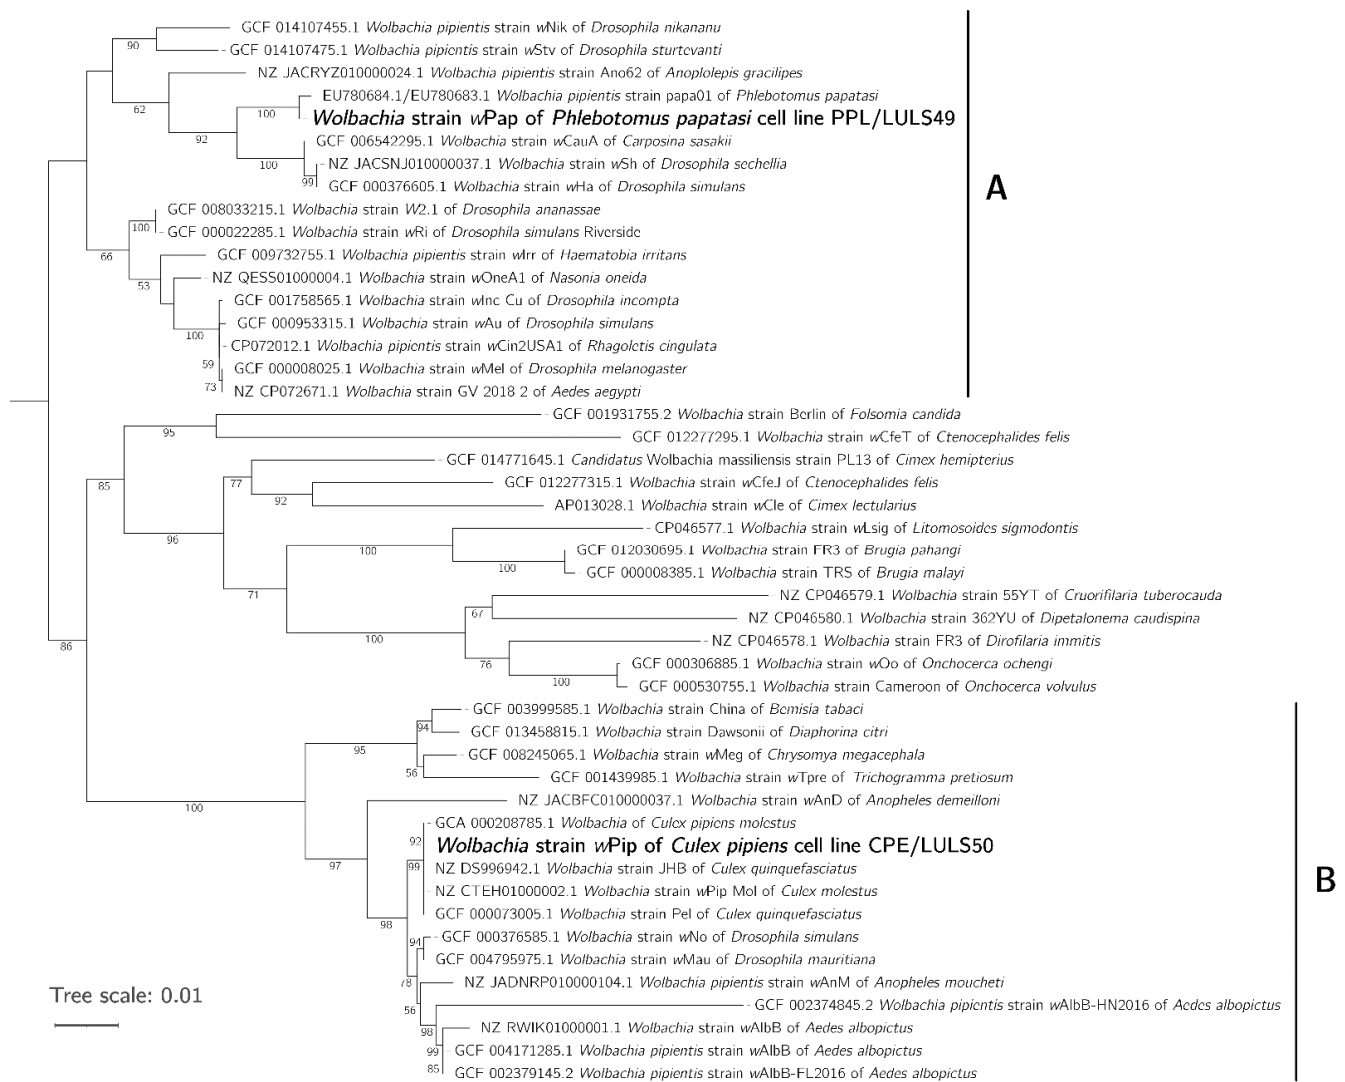 GCF 014107455.1 Wolbachia pipientis strain wNik of Drosophila nikananu
90
GCF 014107475.1 Wolbachia pipientis strain wStv of Drosophila sturtevanti
NZ JACRYZ010000024.1 Wolbachia pipientis strain Ano62 of Anoplolepis gracilipes
62
EU780684.1/EU780683.1 Wolbachia pipientis strain papa01 of Phlebotomus papatasi
100
Wolbachia strain wPap of Phlebotomus papatasi cell line PPL/LULS49
92
GCF 006542295.1 Wolbachia strain wCauA of Carposina sasakii
100
NZ JACSNJ010000037.1 Wolbachia strain wSh of Drosophila sechellia
99
GCF 000376605.1 Wolbachia strain wHa of Drosophila simulans
A
GCF 008033215.1 Wolbachia strain W2.1 of Drosophila ananassae
100
GCF 000022285.1 Wolbachia strain wRi of Drosophila simulans Riverside
66
GCF 009732755.1 Wolbachia pipientis strain wIrr of Haematobia irritans
NZ QESS01000004.1 Wolbachia strain wOneA1 of Nasonia oneida
53
GCF 001758565.1 Wolbachia strain wInc Cu of Drosophila incompta
GCF 000953315.1 Wolbachia strain wAu of Drosophila simulans
100
CP072012.1 Wolbachia pipientis strain wCin2USA1 of Rhagoletis cingulata
59
GCF 000008025.1 Wolbachia strain wMel of Drosophila melanogaster
73
NZ CP072671.1 Wolbachia strain GV 2018 2 of Aedes aegypti
GCF 001931755.2 Wolbachia strain Berlin of Folsomia candida
95
GCF 012277295.1 Wolbachia strain wCfeT of Ctenocephalides felis
GCF 014771645.1 Candidatus Wolbachia massiliensis strain PL13 of Cimex hemipterius
85
77
GCF 012277315.1 Wolbachia strain wCfeJ of Ctenocephalides felis
92
AP013028.1 Wolbachia strain wCle of Cimex lectularius
CP046577.1 Wolbachia strain wLsig of Litomosoides sigmodontis
96
100
GCF 012030695.1 Wolbachia strain FR3 of Brugia pahangi
100
GCF 000008385.1 Wolbachia strain TRS of Brugia malayi
71
NZ CP046579.1 Wolbachia strain 55YT of Cruorifilaria tuberocauda
67
NZ CP046580.1 Wolbachia strain 362YU of Dipetalonema caudispina
100
NZ CP046578.1 Wolbachia strain FR3 of Dirofilaria immitis
86
76
GCF 000306885.1 Wolbachia strain wOo of Onchocerca ochengi
100
GCF 000530755.1 Wolbachia strain Cameroon of Onchocerca volvulus
GCF 003999585.1 Wolbachia strain China of Bemisia tabaci
94
GCF 013458815.1 Wolbachia strain Dawsonii of Diaphorina citri
95
GCF 008245065.1 Wolbachia strain wMeg of Chrysomya megacephala
56
GCF 001439985.1 Wolbachia strain wTpre of Trichogramma pretiosum
100
NZ JACBFC010000037.1 Wolbachia strain wAnD of Anopheles demeilloni
GCA 000208785.1 Wolbachia of Culex pipiens molestus
92
Wolbachia strain wPip of Culex pipiens cell line CPE/LULS50
97
99
NZ DS996942.1 Wolbachia strain JHB of Culex quinquefasciatus
B
NZ CTEH01000002.1 Wolbachia strain wPip Mol of Culex molestus
GCF 000073005.1 Wolbachia strain Pel of Culex quinquefasciatus
98
GCF 000376585.1 Wolbachia strain wNo of Drosophila simulans
94
GCF 004795975.1 Wolbachia strain wMau of Drosophila mauritiana
78
NZ JADNRP010000104.1 Wolbachia pipientis strain wAnM of Anopheles moucheti
Tree scale: 0.01
56
GCF 002374845.2 Wolbachia pipientis strain wAlbB-HN2016 of Aedes albopictus
98
NZ RWIK01000001.1 Wolbachia strain wAlbB of Aedes albopictus
99
GCF 004171285.1 Wolbachia pipientis strain wAlbB of Aedes albopictus
85
GCF 002379145.2 Wolbachia pipientis strain wAlbB-FL2016 of Aedes albopictus